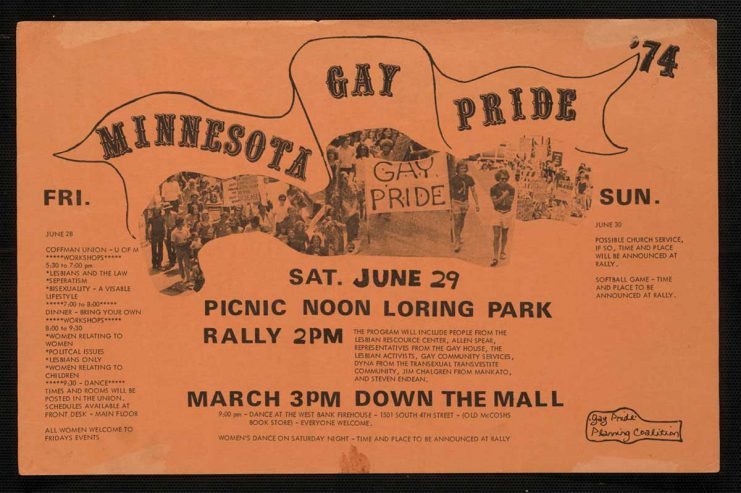 MINNESOTA GAY PRIDE '74
GAY
PRIDE
FRI.
JUNE 28
COFFMAN UNION - U OF M
*****WORKSHOPS*****
5:30 to 7:00 pm
*LESBIANS AND THE LAW
*SEPERATISM
*BISEXUALITY - A VISABLE
LIFESTYLE
*****7:00 to 8:00*****
DINNER - BRING YOUR OWN
*****WORKSHOPS*****
8:00 to 9:30
*WOMEN RELATING TO
WOMEN
*POLITCAL ISSUES
*LESBIANS ONLY
*WOMEN RELATING TO
CHILDREN
*****9:30 - DANCE*****
TIMES AND ROOMS WILL BE
POSTED IN THE UNION.
SCHEDULES AVAILABLE AT
FRONT DESK - MAIN FLOOR
ALL WOMEN WELCOME TO
FRIDAYS EVENTS
SAT. JUNE 29
PICNIC NOON LORING PARK
RALLY 2PM
THE PROGRAM WILL INCLUDE PEOPLE FROM THE
LESBIAN RESCOURCE CENTER, ALLEN SPEAR,
REPRESENTATIVES FROM THE GAY HOUSE, THE
LESBIAN ACTIVISTS, GAY COMMUNITY SERVICES,
DYNA FROM THE TRANSEXUAL TRANSVESTITE
COMMUNITY, JIM CHALGREN FROM MANKATO,
AND STEVEN ENDEAN.
MARCH 3PM DOWN THE MALL
9:00 pm - DANCE AT THE WEST BANK FIREHOUSE - 1501 SOUTH 4TH STREET - (OLD McCOSHS
BOOK STORE) - EVERYONE WELCOME.
WOMEN'S DANCE ON SATURDAY NIGHT - TIME AND PLACE TO BE ANNOUNCED AT RALLY
SUN.
JUNE 30
POSSIBLE CHURCH SERVICE,
IF SO, TIME AND PLACE
WILL BE ANNOUNCED AT
RALLY.
SOFTBALL GAME - TIME
AND PLACE TO BE
ANNOUNCED AT RALLY.
Gay Pride
Planning Coalition